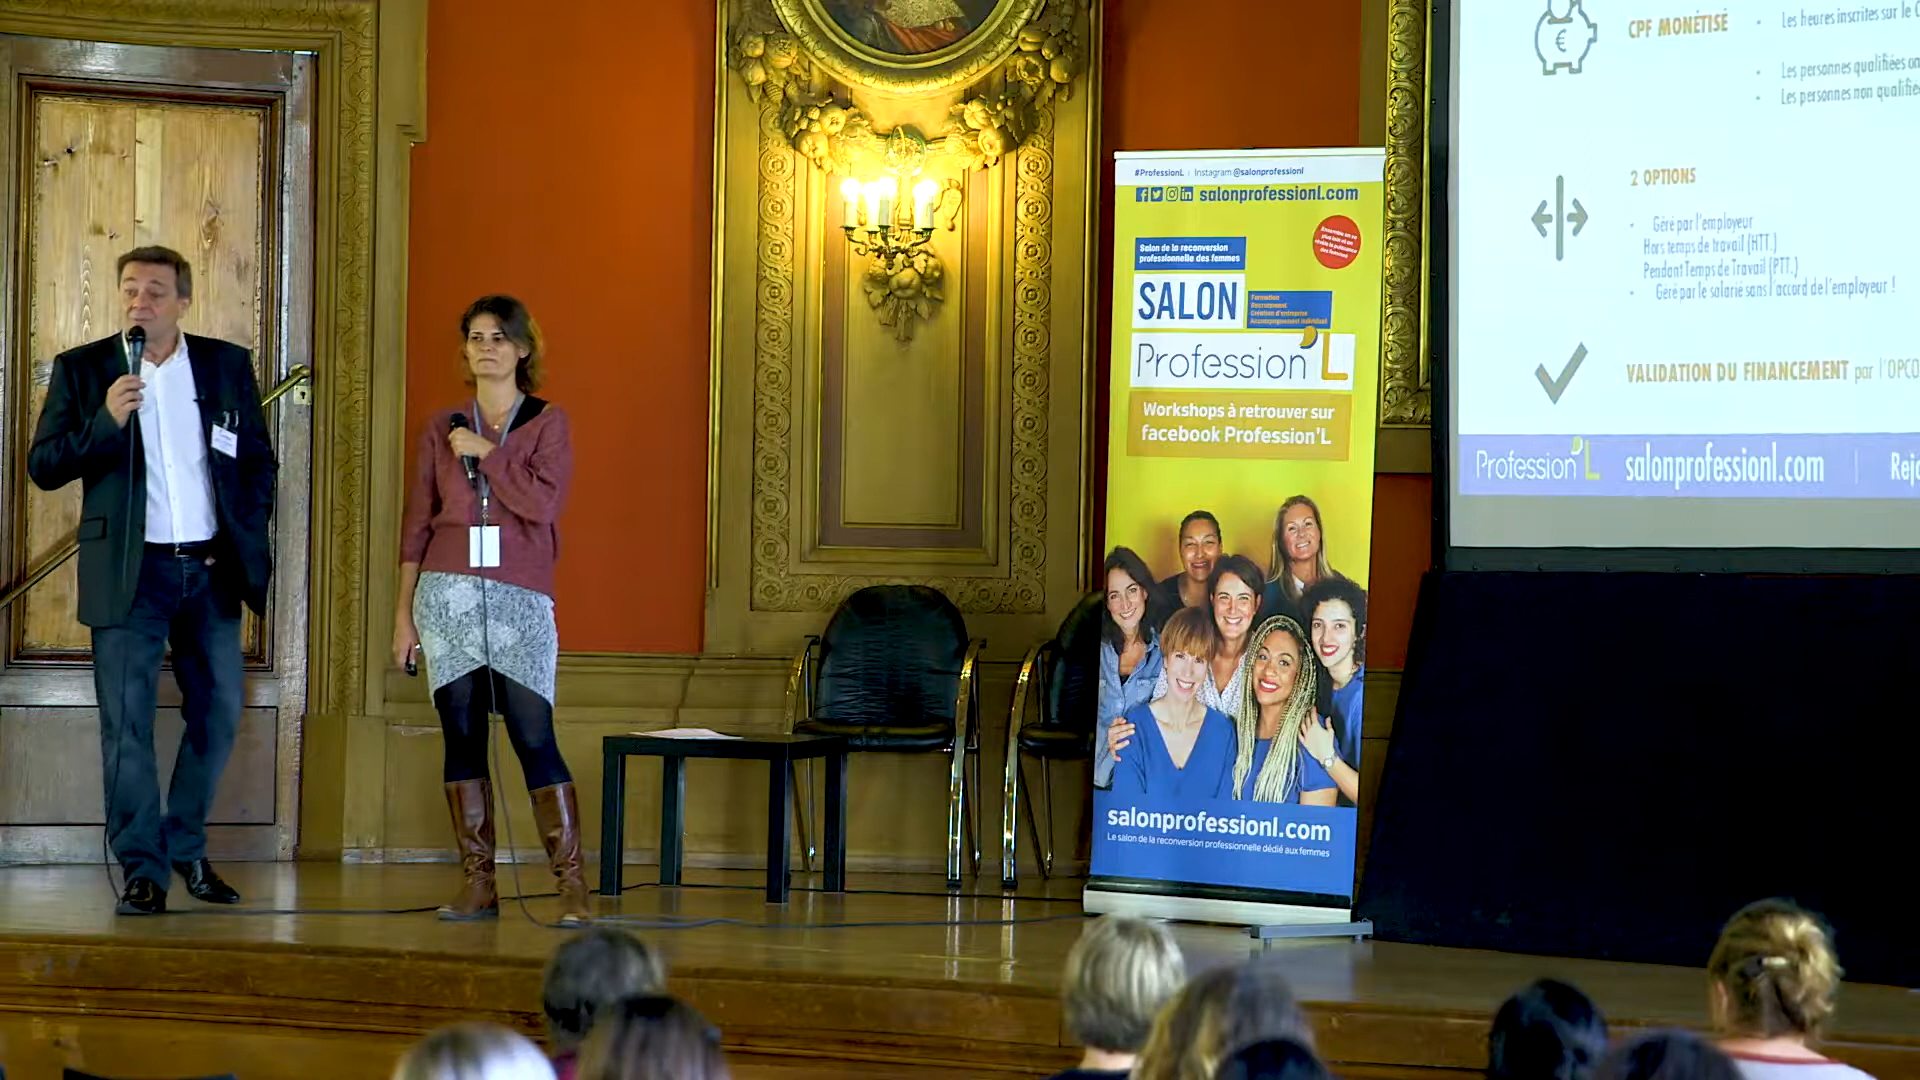 #ProfessionL | Instagram @salonprofessionl
salonprofessionl.com
Salon de la reconversion
professionnelle des femmes
SALON
Formation
Recrutement
Création d'entreprise
Accompagnement individuel
Profession'L
Workshops à retrouver sur
facebook Profession'L
salonprofessionl.com
Le salon de la reconversion professionnelle dédié aux femmes
CPF MONÉTISÉ
- Les heures inscrites sur le
- Les personnes qualifiées
- Les personnes non
2 OPTIONS
- Géré par l'employeur
Hors temps de travail (HTT.)
Pendant Temps de Travail (PTT.)
- Géré par le salarié sans l'accord de l'employeur !
VALIDATION DU FINANCEMENT par l'OPCO
Profession'L salonprofessionl.com |